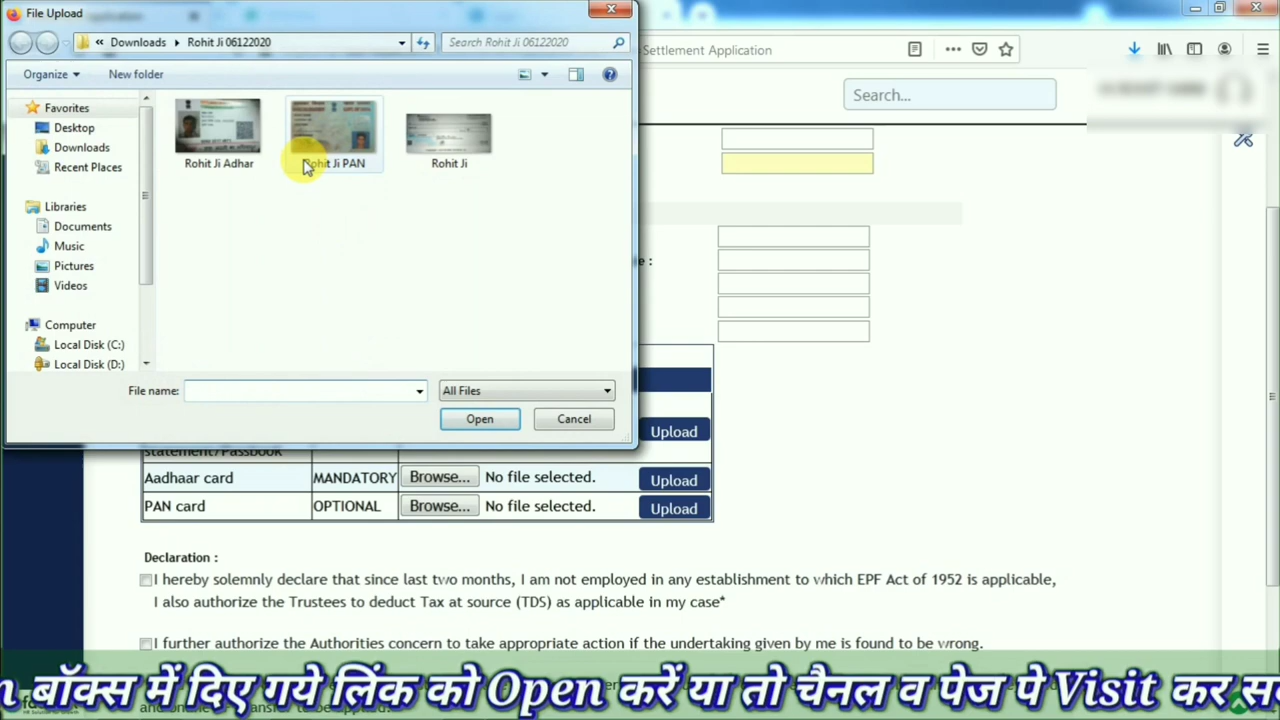 File Upload
Downloads
Rohit Ji 06122020
Search Rohit Ji 06122020
Settlement Application
Organize
New folder
Search...
Favorites
Desktop
Downloads
Recent Places
Libraries
Documents
Music
Pictures
Videos
Computer
Local Disk (C:)
Local Disk (D:)
Rohit Ji Adhar
Rohit Ji PAN
Rohit Ji
File name:
All Files
Open
Cancel
Upload
statement/Passbook
Aadhaar card
MANDATORY
Browse...
No file selected.
Upload
PAN card
OPTIONAL
Browse...
No file selected.
Upload
Declaration :
I hereby solemnly declare that since last two months, I am not employed in any establishment to which EPF Act of 1952 is applicable,
I also authorize the Trustees to deduct Tax at source (TDS) as applicable in my case*
I further authorize the Authorities concern to take appropriate action if the undertaking given by me is found to be wrong.
बॉक्स में दिए गये लिंक को Open करें या तो चैनल व पेज पे Visit कर